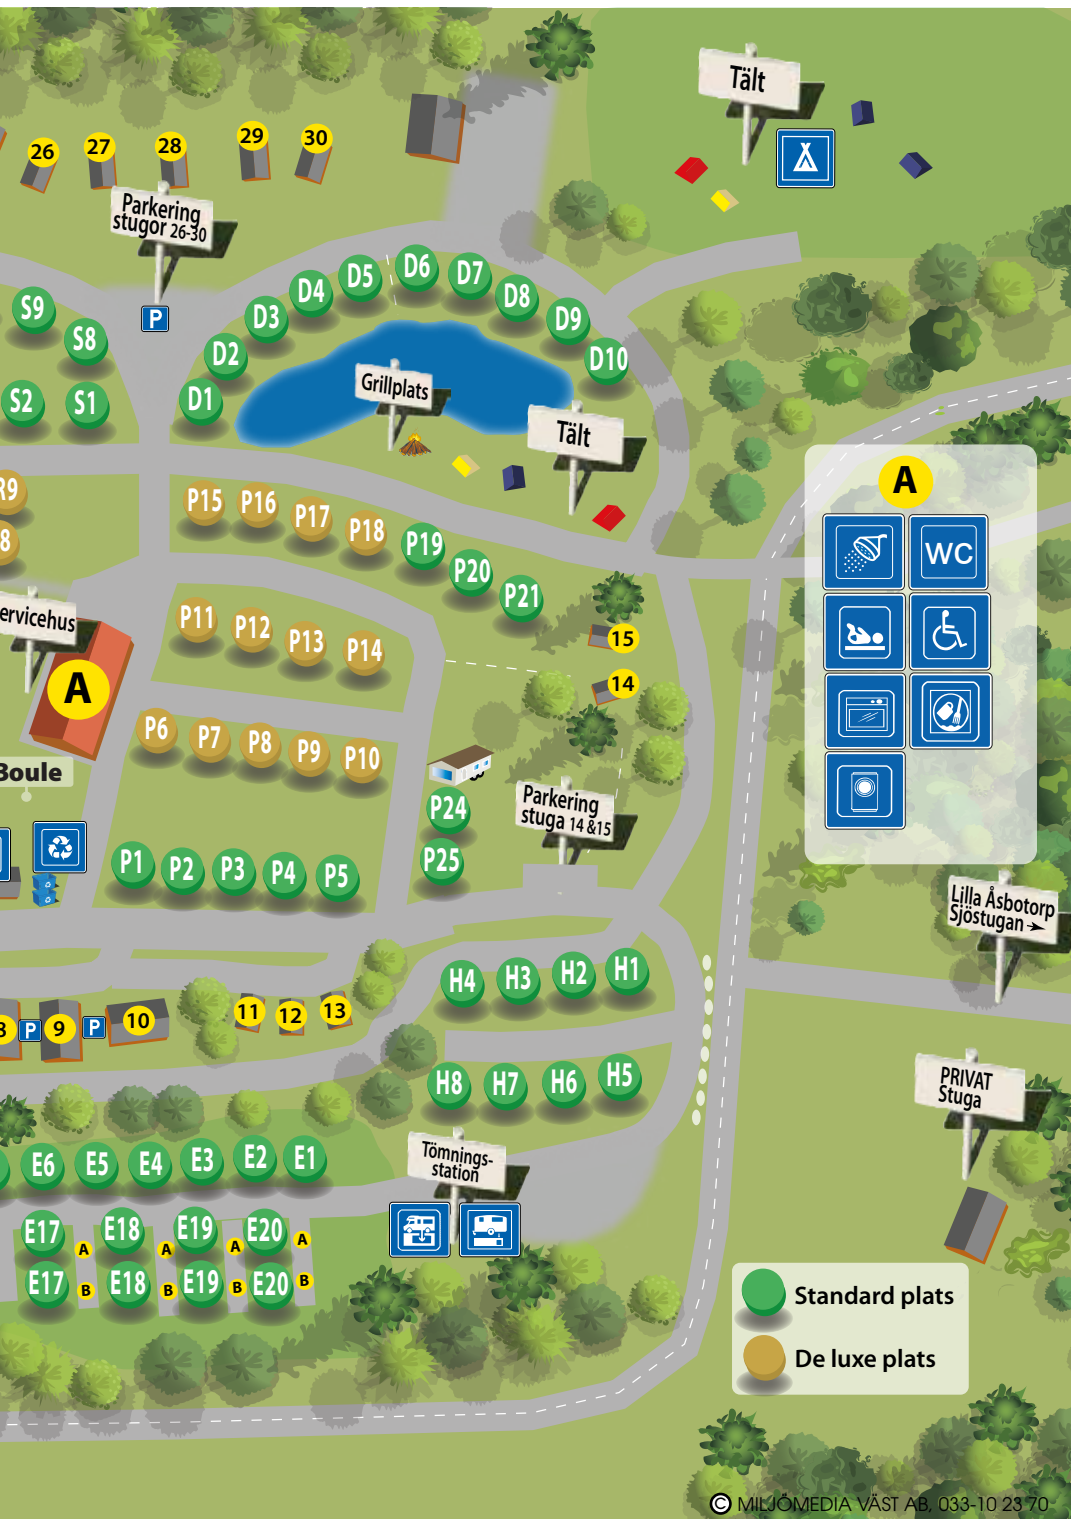 Tält
26
27
28
29
30
Parkering
stugor 26-30
P
S9
S8
S2
S1
D1
D2
D3
D4
D5
D6
D7
D8
D9
D10
Grillplats
Tält
R9
8
P15
P16
P17
P18
P19
P20
P21
P11
P12
P13
P14
15
14
ervicehus
A
P6
P7
P8
P9
P10
Boule
P24
P25
Parkering
stuga 14 &15
P1
P2
P3
P4
P5
A
WC
Lilla Åsbotorp
Sjöstugan
H4
H3
H2
H1
8
P
9
P
10
11
12
13
H8
H7
H6
H5
PRIVAT
Stuga
E6
E5
E4
E3
E2
E1
Tömnings-
station
E17
A
E18
A
E19
A
E20
A
E17
B
E18
B
E19
B
E20
B
Standard plats
De luxe plats
© MILJÖMEDIA VÄST AB, 033-10 23 70